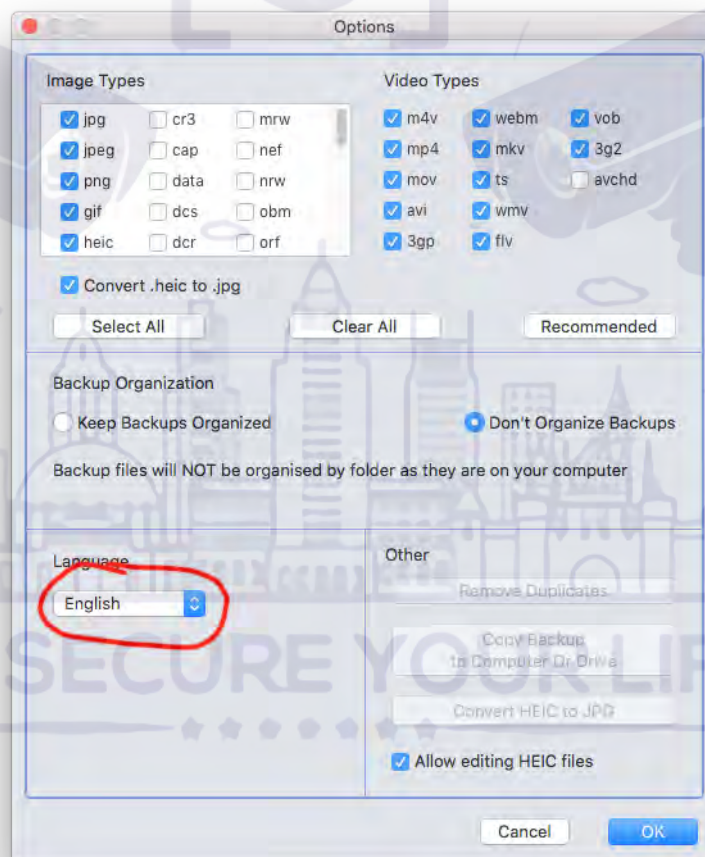 Options
Image Types
Video Types
jpg cr3 mrw
jpeg cap nef
png data nrw
gif dcs obm
heic dcr orf
m4v webm vob
mp4 mkv 3g2
mov ts avchd
avi wmv
3gp flv
Convert .heic to .jpg
Select All Clear All Recommended
Backup Organization
Keep Backups Organized Don't Organize Backups
Backup files will NOT be organised by folder as they are on your computer
Language
English
Other
Remove Duplicates
Copy Backup
to Computer Or Drive
Convert HEIC to JPG
Allow editing HEIC files
SECURE YOUR LIF
Cancel OK